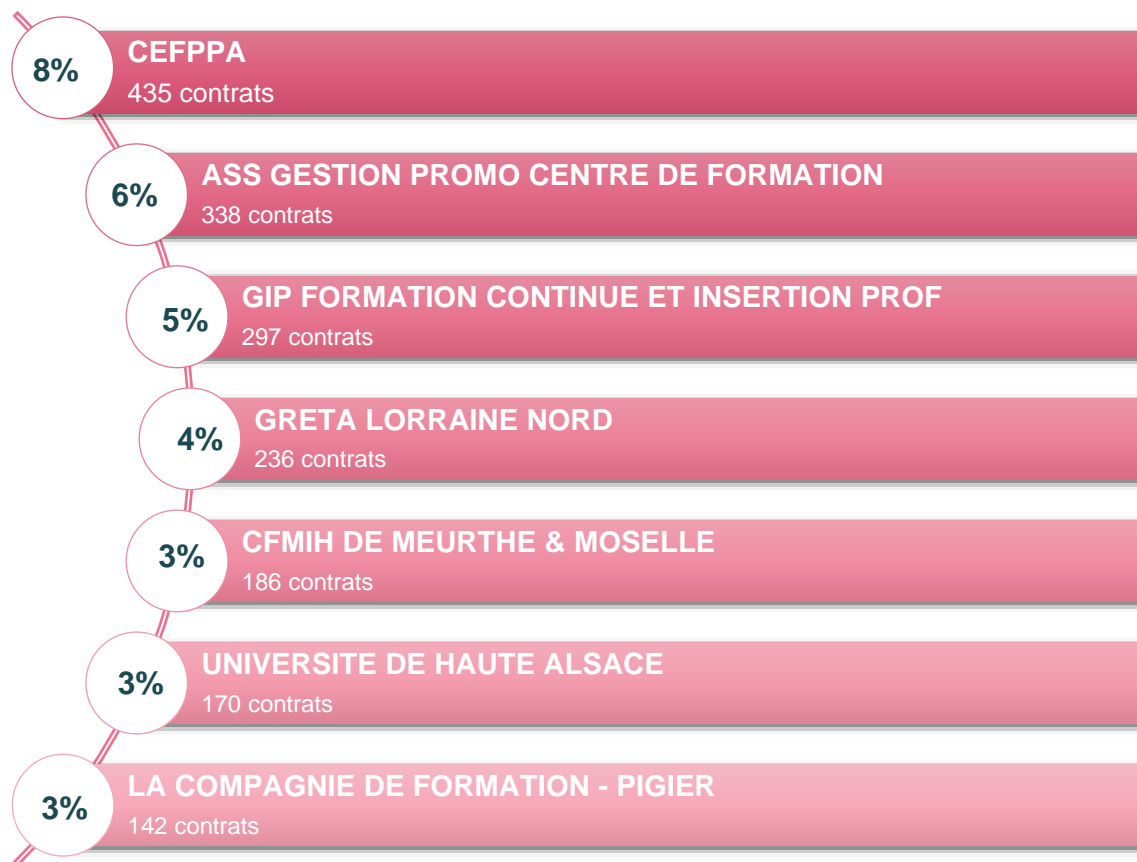 8%
CEFPPA
435 contrats
6%
ASS GESTION PROMO CENTRE DE FORMATION
338 contrats
5%
GIP FORMATION CONTINUE ET INSERTION PROF
297 contrats
4%
GRETA LORRAINE NORD
236 contrats
3%
CFMIH DE MEURTHE & MOSELLE
186 contrats
3%
UNIVERSITE DE HAUTE ALSACE
170 contrats
3%
LA COMPAGNIE DE FORMATION - PIGIER
142 contrats